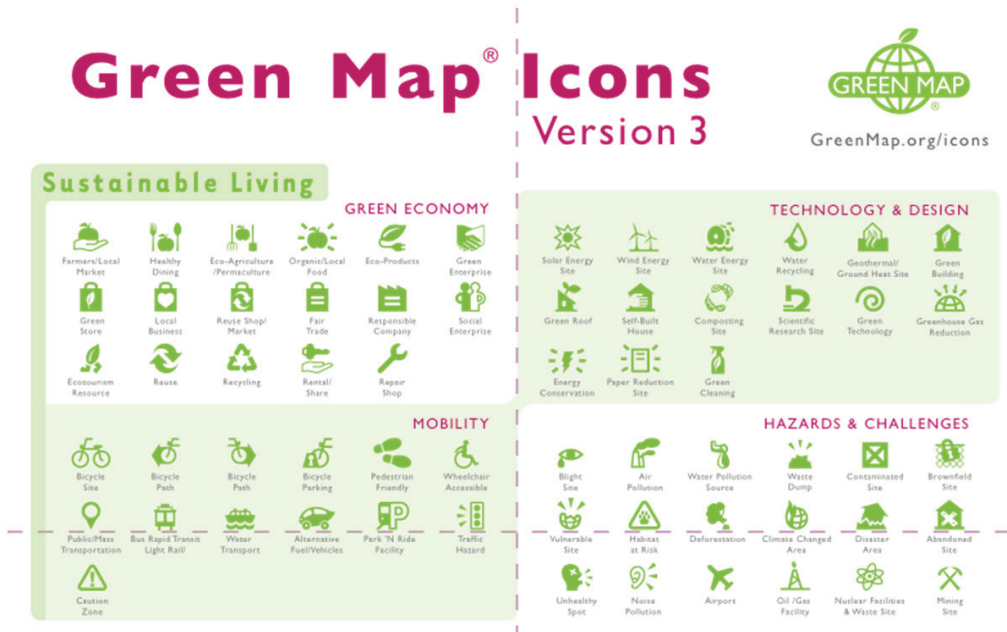 Green Map® Icons
Version 3
GREEN MAP®
GreenMap.org/icons
Sustainable Living
GREEN ECONOMY
Farmers/Local
Market
Healthy
Dining
Eco-Agriculture
/Permaculture
Organic/Local
Food
Eco-Products
Green
Enterprise
Green
Store
Local
Business
Reuse Shop/
Market
Fair
Trade
Responsible
Company
Social
Enterprise
Ecotourism
Resource
Reuse
Recycling
Rental/
Share
Repair
Shop
TECHNOLOGY & DESIGN
Solar Energy
Site
Wind Energy
Site
Water Energy
Site
Water
Recycling
Geothermal/
Ground Heat Site
Green
Building
Green Roof
Self-Built
House
Composting
Site
Scientific
Research Site
Green
Technology
Greenhouse Gas
Reduction
Energy
Conservation
Paper Reduction
Site
Green
Cleaning
MOBILITY
Bicycle
Site
Bicycle
Path
Bicycle
Path
Bicycle
Parking
Pedestrian
Friendly
Wheelchair
Accessible
Public/Mass
Transportation
Bus Rapid Transit
Light Rail/
Water
Transport
Alternative
Fuel/Vehicles
P
Park 'N Ride
Facility
Traffic
Hazard
Caution
Zone
HAZARDS & CHALLENGES
Blight
Site
Air
Pollution
Water Pollution
Source
Waste
Dump
Contaminated
Site
Brownfield
Site
Vulnerable
Site
Habitat
at Risk
Deforestation
Climate Changed
Area
Disaster
Area
Abandoned
Site
Unhealthy
Spot
Noise
Pollution
Airport
Oil /Gas
Facility
Nuclear Facilities
& Waste Site
Mining
Site